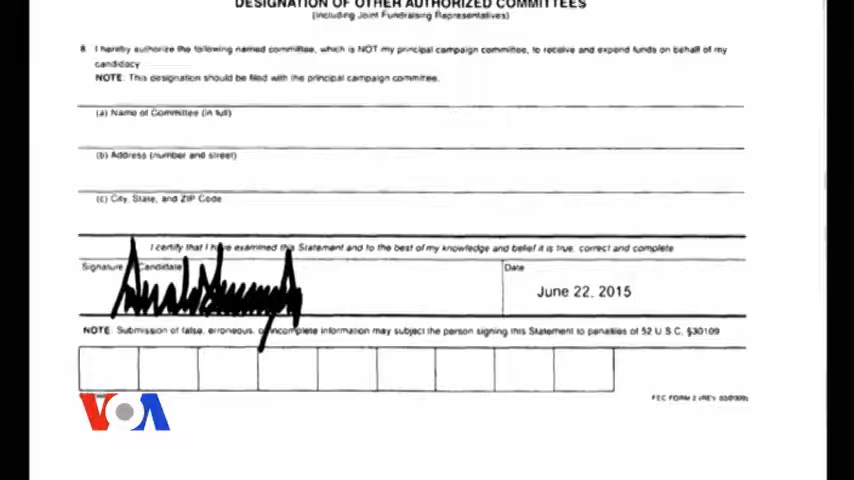 DESIGNATION OF OTHER AUTHORIZED COMMITTEES
(Including Joint Fundraising Representatives)
8. I hereby authorize the following named committee, which is NOT my principal campaign committee, to receive and expend funds on behalf of my
candidacy
NOTE: This designation should be filed with the principal campaign committee.
(a) Name of Committee (in full)
(b) Address (number and street)
(c) City, State, and ZIP Code
I certify that I have examined this Statement and to the best of my knowledge and belief it is true, correct and complete
Signature Candidate
Date
June 22, 2015
NOTE: Submission of false, erroneous, or incomplete information may subject the person signing this Statement to penalties of 52 U.S.C. §30109
FEC FORM 2 (REV. 02/2009)
VOA